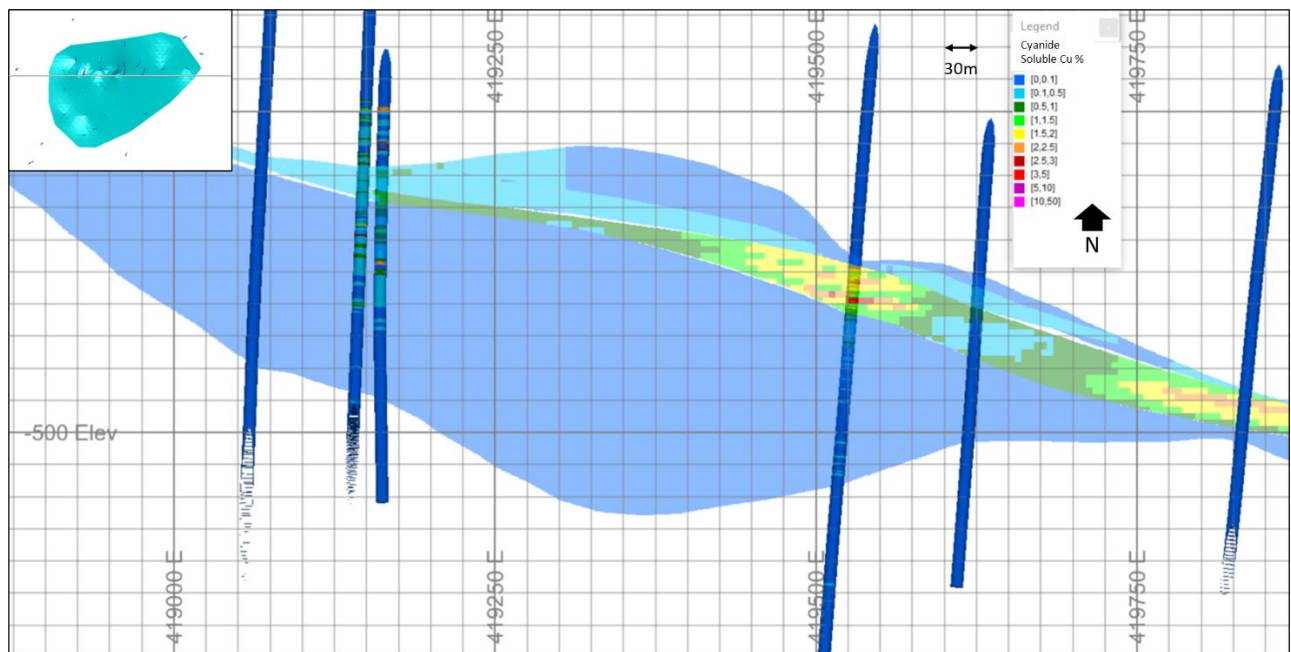 419250 E
419500 E
419750 E
30m
Legend
Cyanide
Soluble Cu %
[0,0.1]
[0.1,0.5]
[0.5,1]
[1,1.5]
[1.5,2]
[2,2.5]
[2.5,3]
[3,5]
[5,10]
[10,50]
N
-500 Elev
419000 E
419250 E
419500 E
419750 E